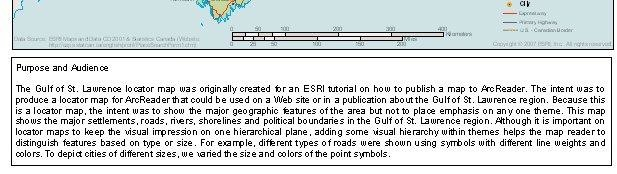 City
Expressway
0 50 100 200 300 400
Kilometers
Primary Highway
Miles
0 25 50 100 150 200
U.S. - Canadian Border
Data Source: ESRI Maps and Data CD 2001 & Statistics Canada (Website:
Copyright © 2007 ESRI, Inc. All rights reserved.
Purpose and Audience
The Gulf of St. Lawrence locator map was originally created for an ESRI tutorial on how to publish a map to ArcReader. The intent was to
produce a locator map for ArcReader that could be used on a Web site or in a publication about the Gulf of St. Lawrence region. Because this
is a locator map, the intent was to show the major geographic features of the area but not to place emphasis on any one theme. This map
shows the major settlements, roads, rivers, shorelines and political boundaries in the Gulf of St. Lawrence region. Although it is important on
locator maps to keep the visual impression on one hierarchical plane, adding some visual hierarchy within themes helps the map reader to
distinguish features based on type or size. For example, different types of roads were shown using symbols with different line weights and
colors. To depict cities of different sizes, we varied the size and colors of the point symbols.